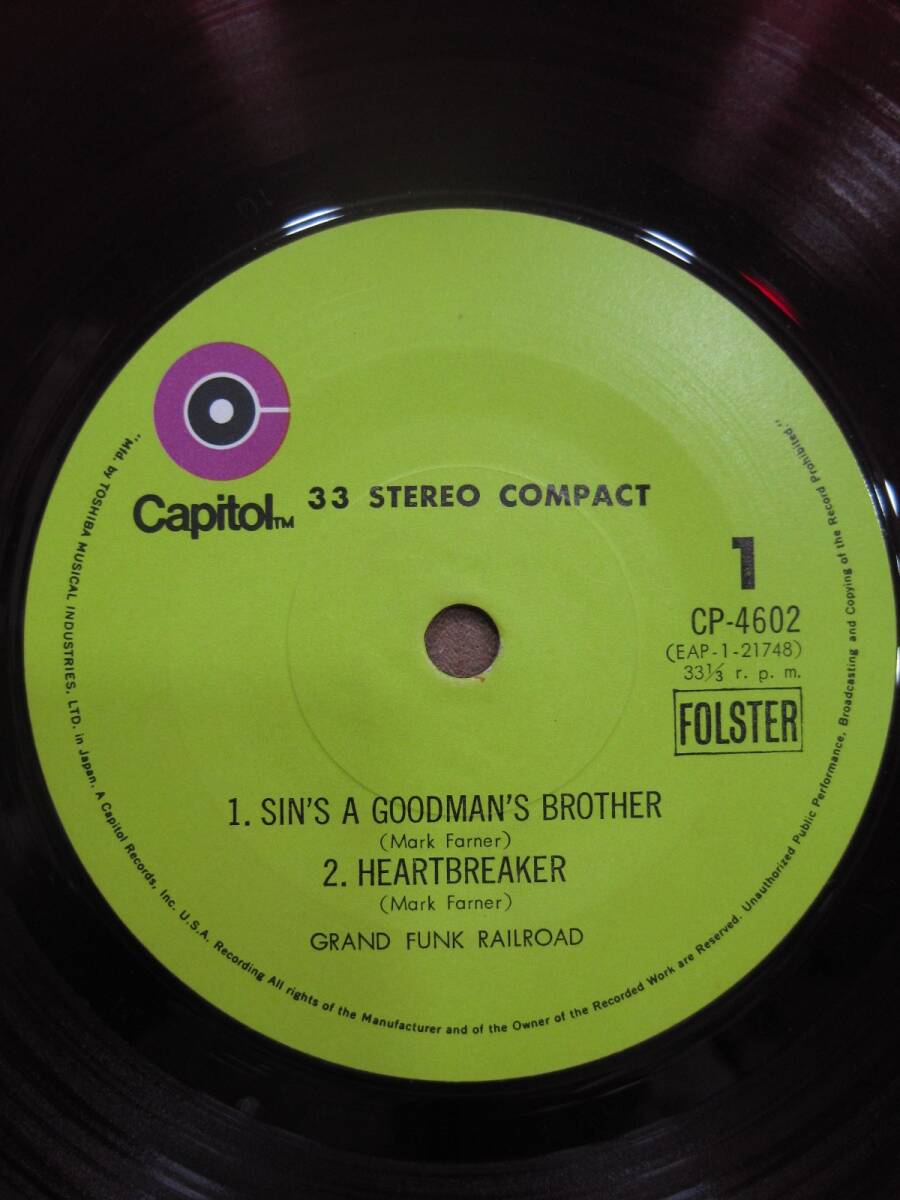 Capitol™
33 STEREO COMPACT
1
CP-4602
(EAP-1-21748)
33⅓ r. p. m.
FOLSTER
1. SIN'S A GOODMAN'S BROTHER
(Mark Farner)
2. HEARTBREAKER
(Mark Farner)
GRAND FUNK RAILROAD
"Mfd. by TOSHIBA MUSICAL INDUSTRIES, LTD. in Japan. A Capitol Records, Inc. U.S.A. Recording All rights of the Manufacturer and of the Owner of the Recorded Work are Reserved. Unauthorized Public Performance, Broadcasting and Copying of the Record Prohibited."